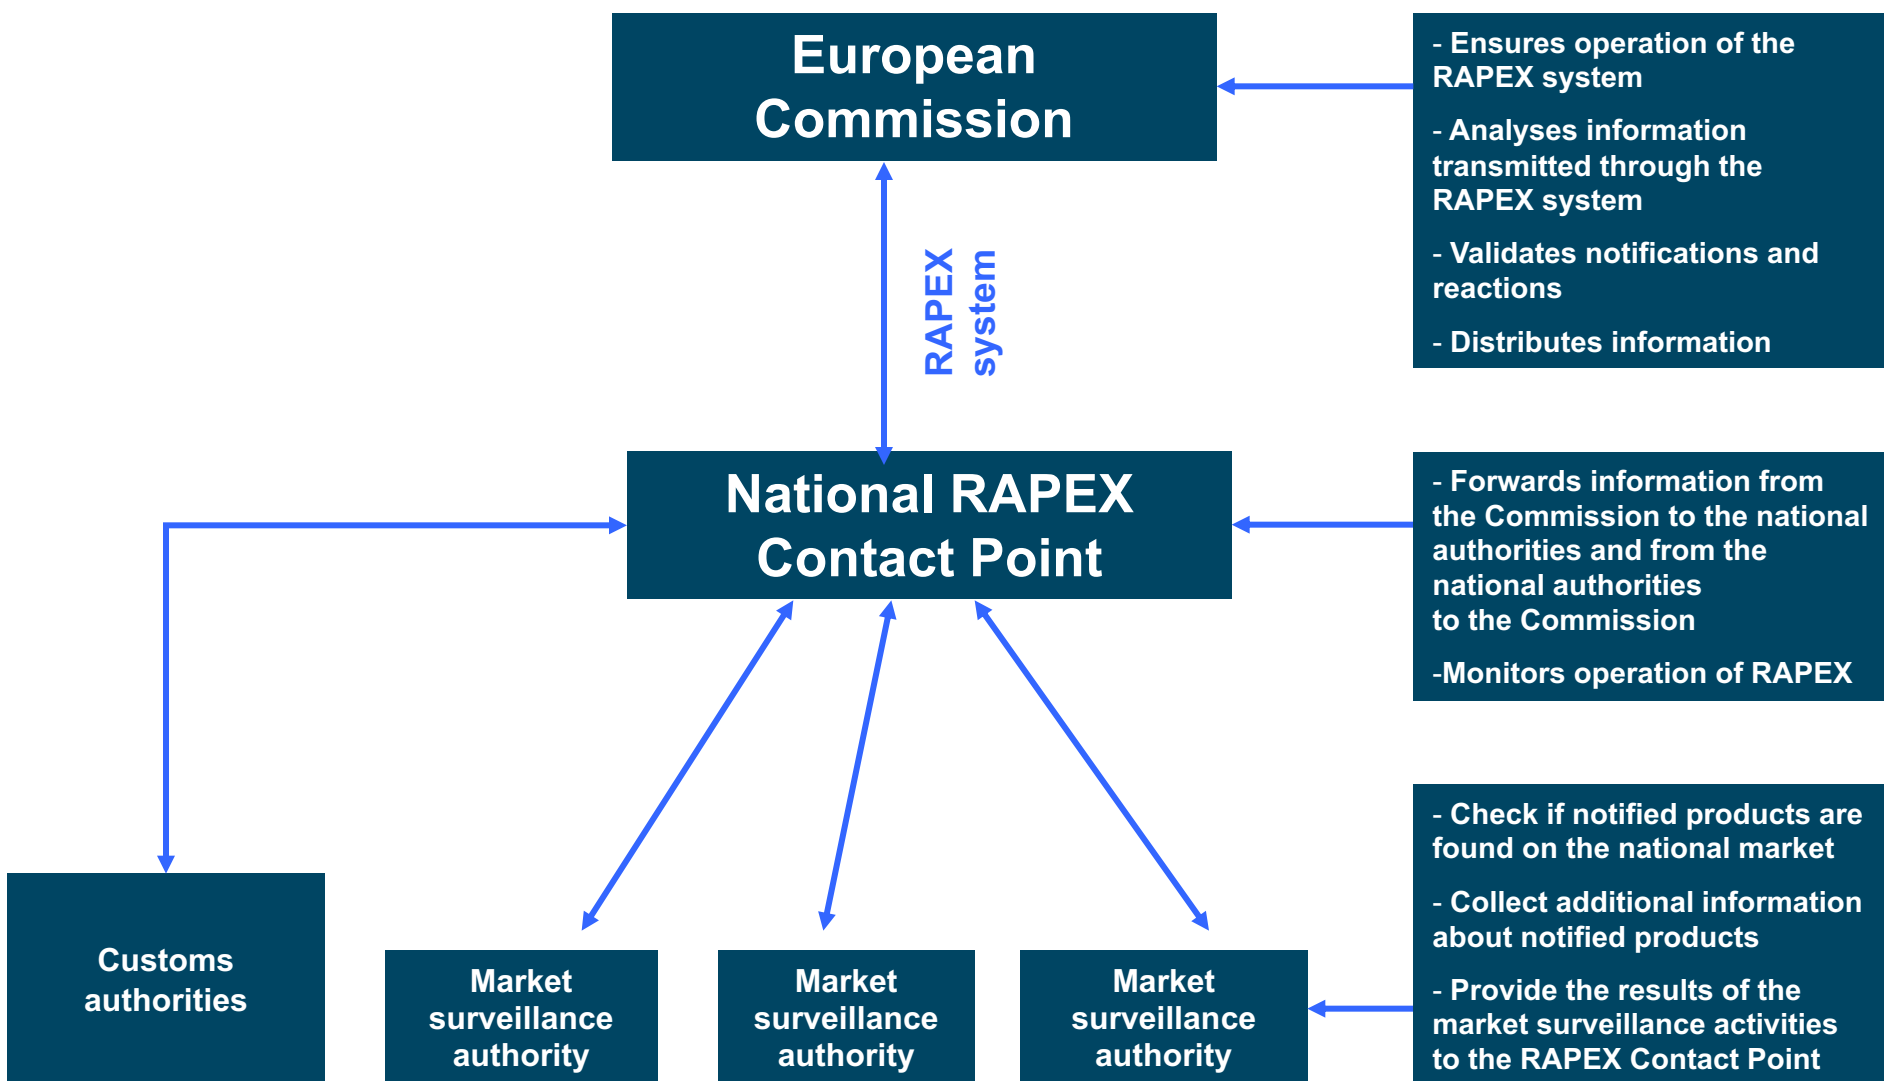 European
Commission
- Ensures operation of the
RAPEX system
- Analyses information
transmitted through the
RAPEX system
- Validates notifications and
reactions
- Distributes information
RAPEX
system
National RAPEX
Contact Point
- Forwards information from
the Commission to the national
authorities and from the
national authorities
to the Commission
-Monitors operation of RAPEX
Customs
authorities
Market
surveillance
authority
Market
surveillance
authority
Market
surveillance
authority
- Check if notified products are
found on the national market
- Collect additional information
about notified products
- Provide the results of the
market surveillance activities
to the RAPEX Contact Point